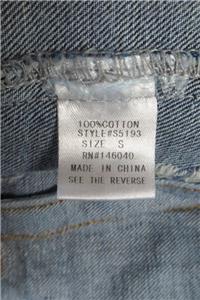 100%COTTON
STYLE#S5193
SIZE S
RN#146040
MADE IN CHINA
SEE THE REVERSE